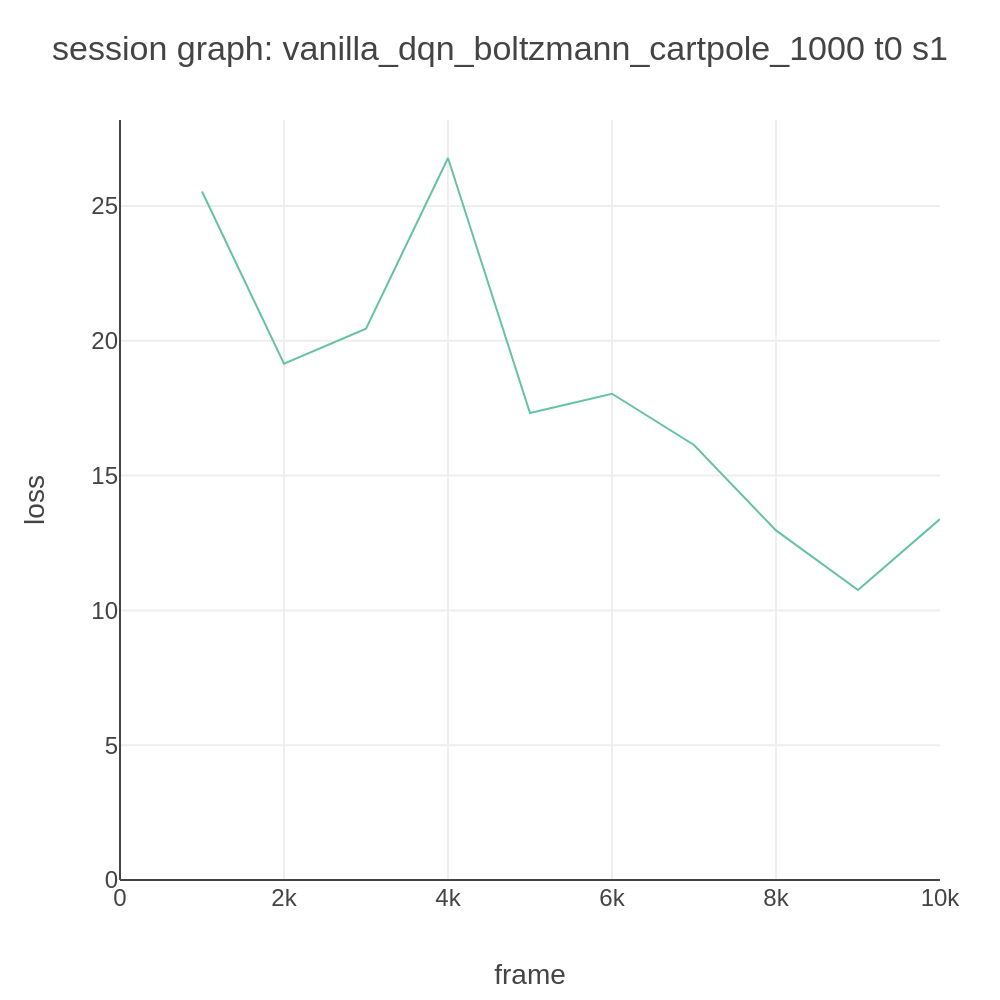 session graph: vanilla_dqn_boltzmann_cartpole_1000 t0 s1
25
20
15
10
5
0
loss
0 2k 4k 6k 8k 10k
frame